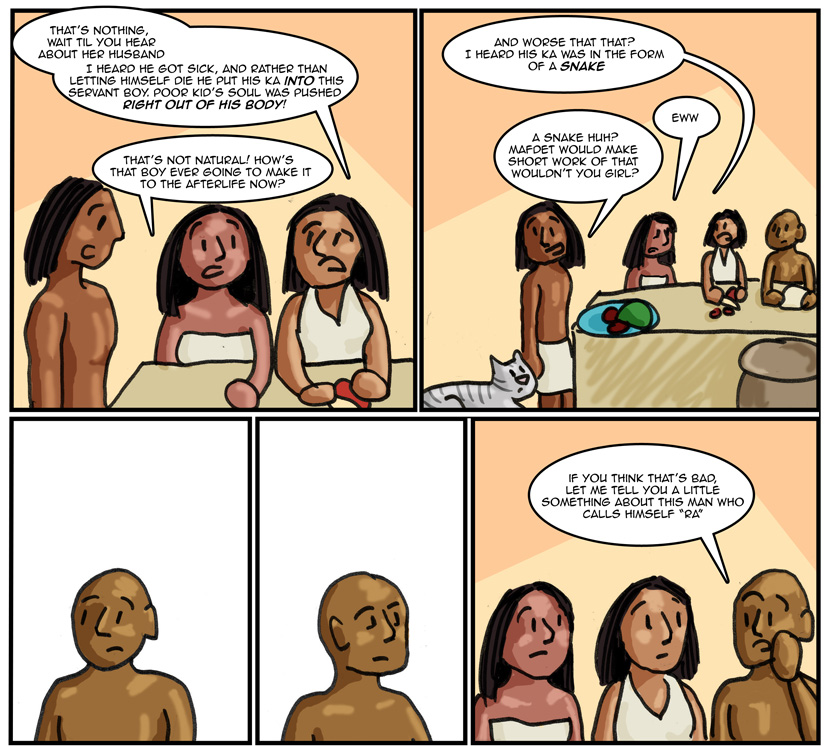 THAT'S NOTHING,
WAIT TIL YOU HEAR
ABOUT HER HUSBAND
I HEARD HE GOT SICK, AND RATHER THAN
LETTING HIMSELF DIE HE PUT HIS KA INTO THIS
SERVANT BOY. POOR KID'S SOUL WAS PUSHED
RIGHT OUT OF HIS BODY!
THAT'S NOT NATURAL! HOW'S
THAT BOY EVER GOING TO MAKE IT
TO THE AFTERLIFE NOW?
AND WORSE THAT THAT?
I HEARD HIS KA WAS IN THE FORM
OF A SNAKE
EWW
A SNAKE HUH?
MAFDET WOULD MAKE
SHORT WORK OF THAT
WOULDN'T YOU GIRL?
IF YOU THINK THAT'S BAD,
LET ME TELL YOU A LITTLE
SOMETHING ABOUT THIS MAN WHO
CALLS HIMSELF "RA"